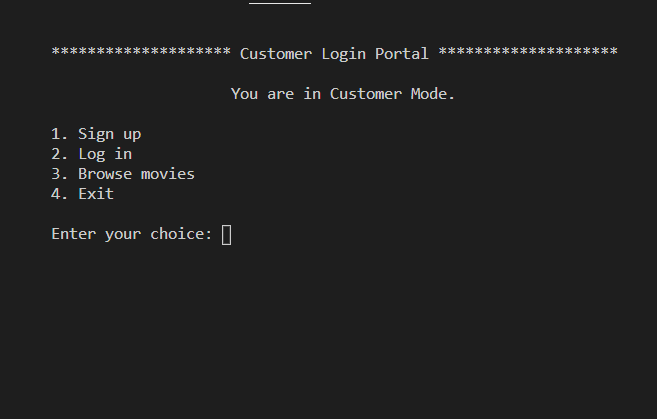 ******************** Customer Login Portal ********************
You are in Customer Mode.
1. Sign up
2. Log in
3. Browse movies
4. Exit
Enter your choice: